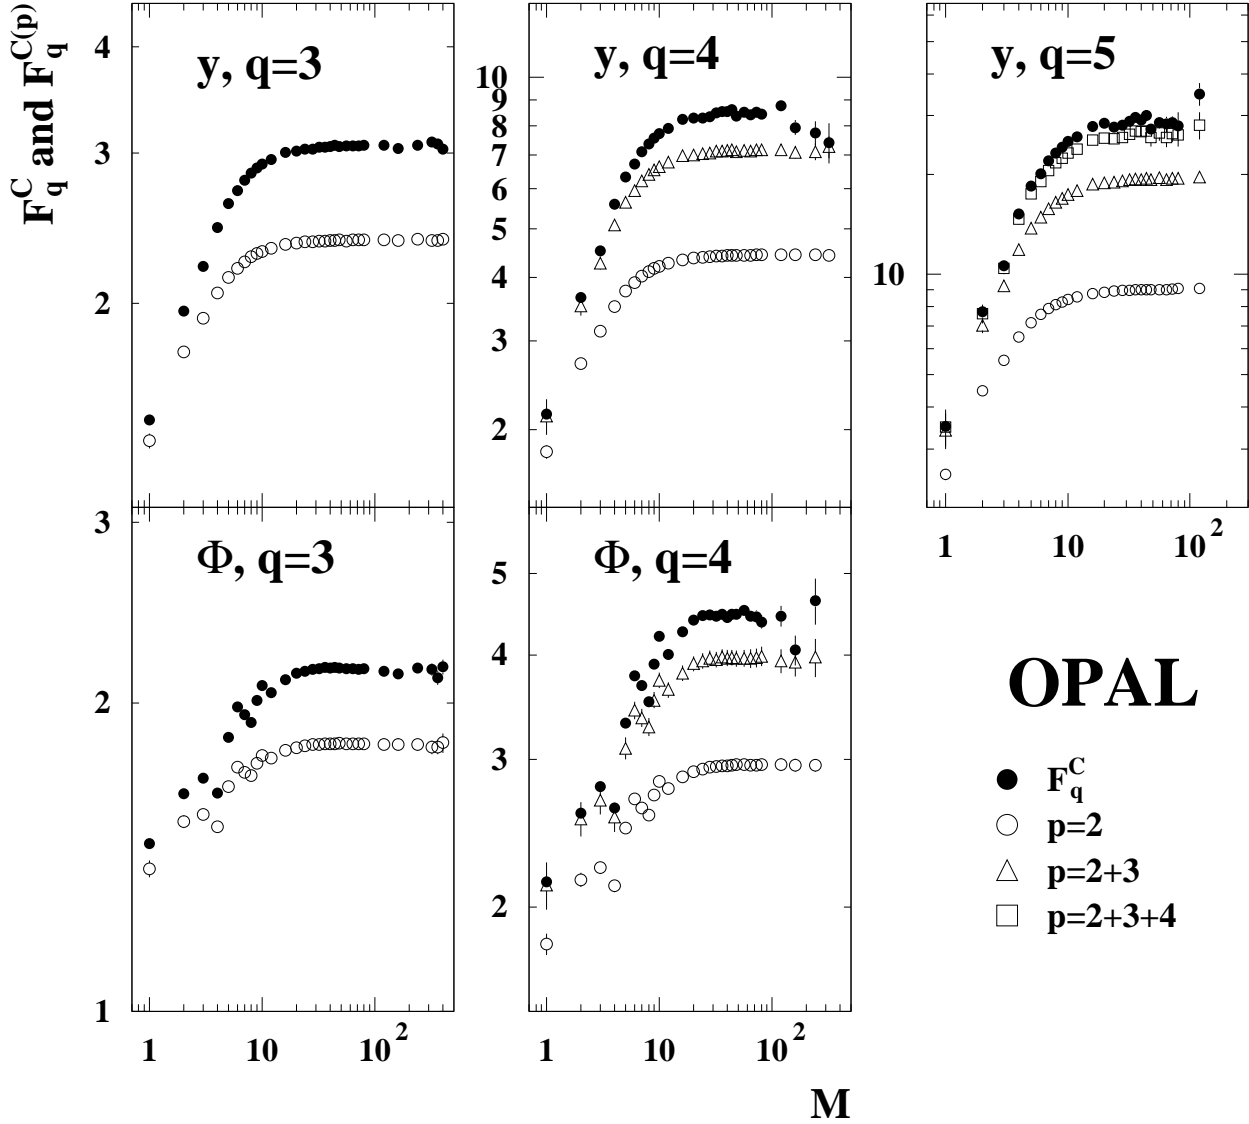 F_q^C and F_q^C(p)
y, q=3
4
3
2
y, q=4
10
9
8
7
6
5
4
3
2
y, q=5
10
1 10 10^2
Φ, q=3
3
2
1
1 10 10^2
Φ, q=4
5
4
3
2
1 10 10^2
M
OPAL
F_q^C
p=2
p=2+3
p=2+3+4